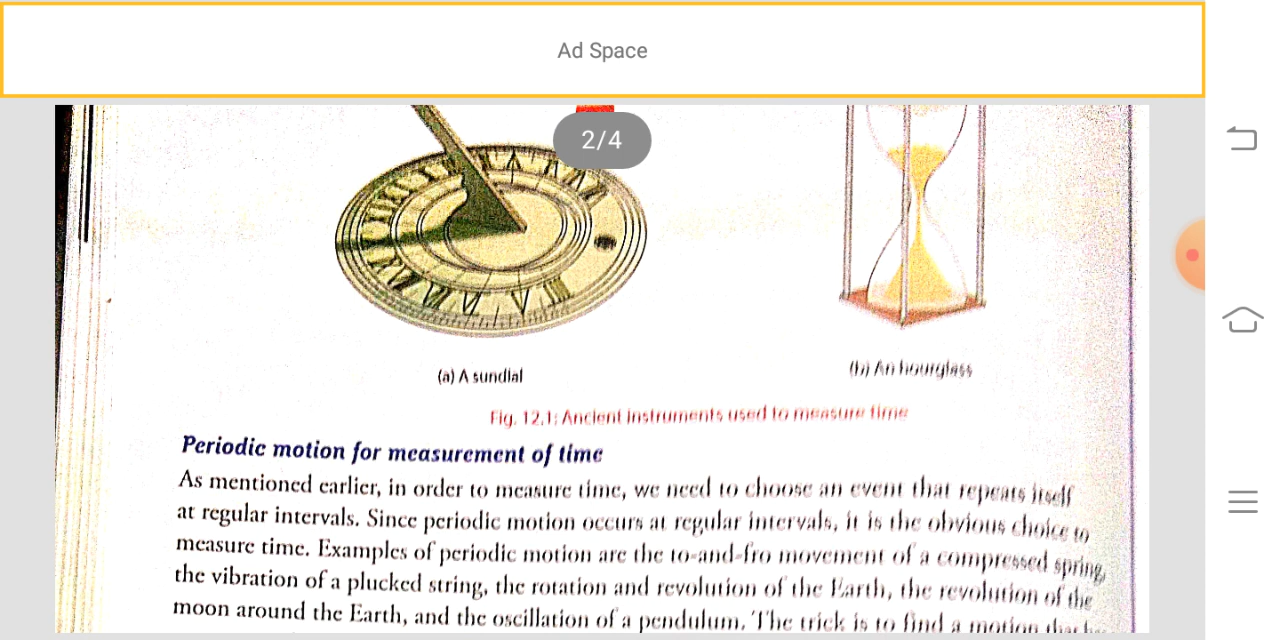 Ad Space
2/4
(a) A sundial
(b) An hourglass
Fig. 12.1: Ancient instruments used to measure time
Periodic motion for measurement of time
As mentioned earlier, in order to measure time, we need to choose an event that repeats itself
at regular intervals. Since periodic motion occurs at regular intervals, it is the obvious choice to
measure time. Examples of periodic motion are the to-and-fro movement of a compressed spring,
the vibration of a plucked string, the rotation and revolution of the Earth, the revolution of the
moon around the Earth, and the oscillation of a pendulum. The trick is to find a motion that